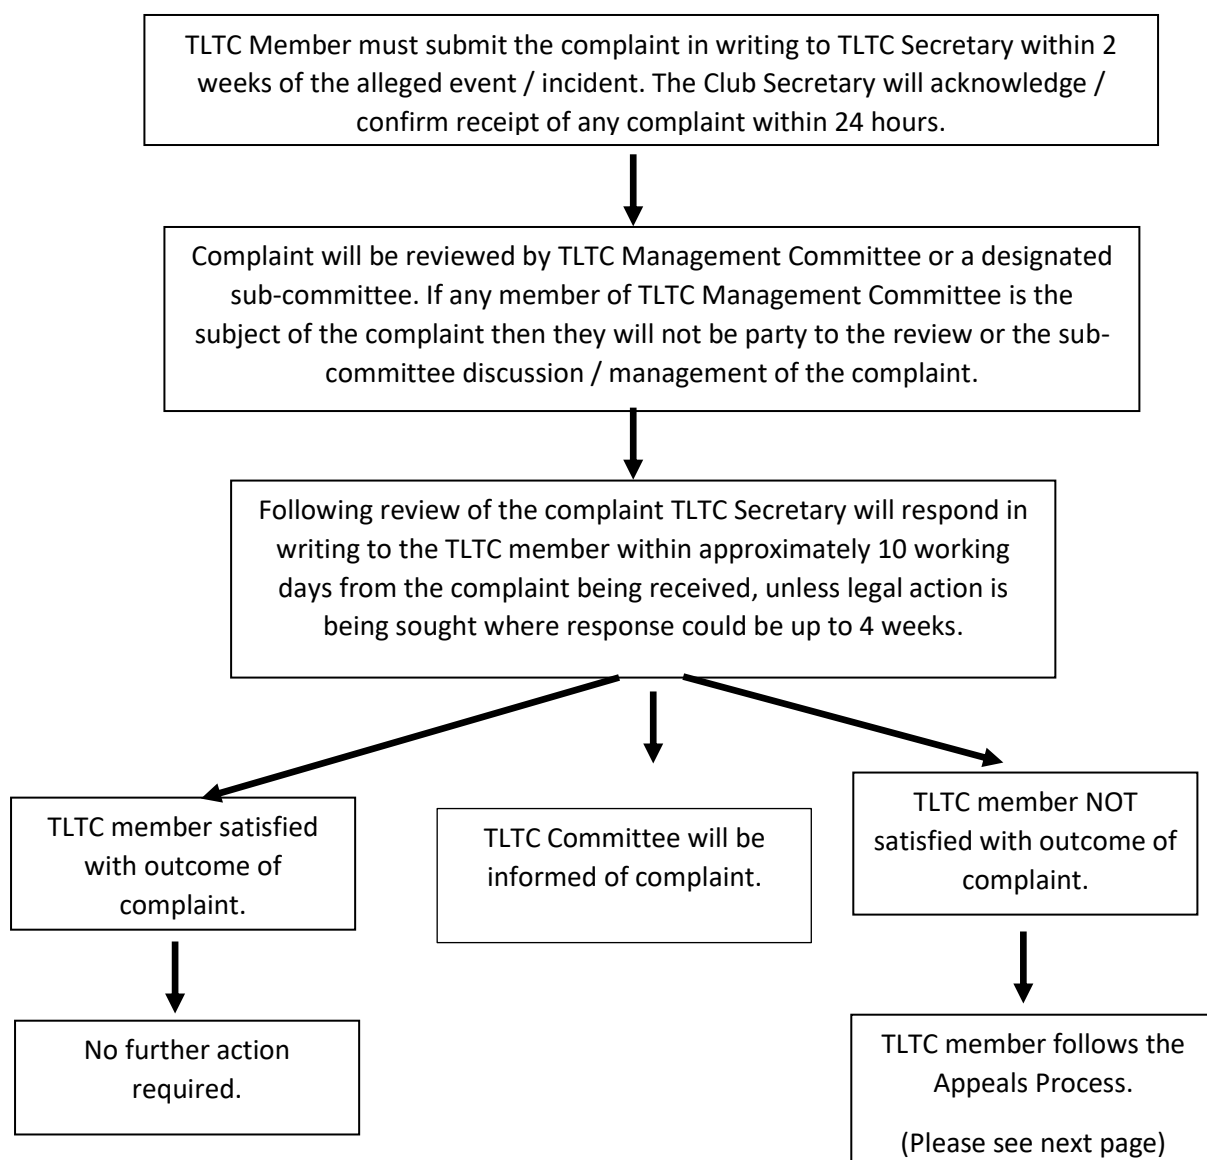 TLTC Member must submit the complaint in writing to TLTC Secretary within 2
weeks of the alleged event / incident. The Club Secretary will acknowledge /
confirm receipt of any complaint within 24 hours.
Complaint will be reviewed by TLTC Management Committee or a designated
sub-committee. If any member of TLTC Management Committee is the
subject of the complaint then they will not be party to the review or the sub-
committee discussion / management of the complaint.
Following review of the complaint TLTC Secretary will respond in
writing to the TLTC member within approximately 10 working
days from the complaint being received, unless legal action is
being sought where response could be up to 4 weeks.
TLTC member satisfied
with outcome of
complaint.
TLTC Committee will be
informed of complaint.
TLTC member NOT
satisfied with outcome of
complaint.
No further action
required.
TLTC member follows the
Appeals Process.
(Please see next page)